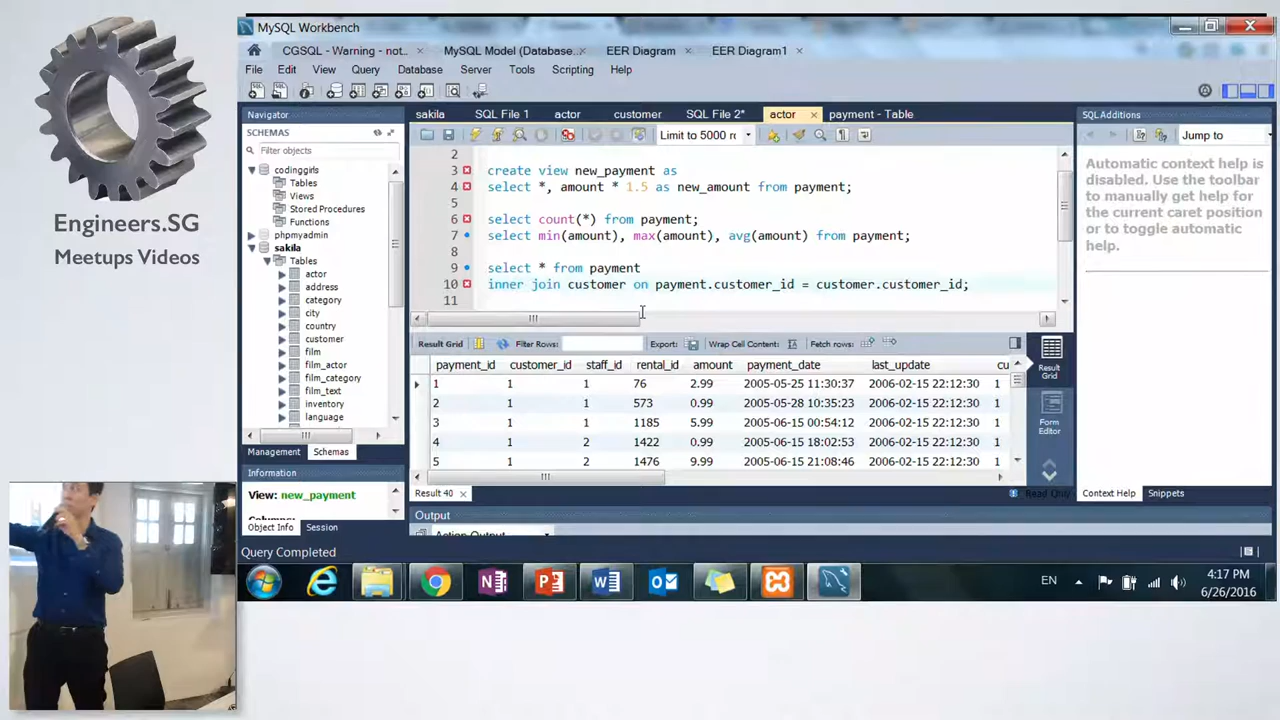 Engineers.SG
Meetups Videos
MySQL Workbench
CGSQL - Warning - not...
MySQL Model (Database...
EER Diagram
EER Diagram1
File Edit View Query Database Server Tools Scripting Help
Navigator
SCHEMAS
Filter objects
codinggirls
Tables
Views
Stored Procedures
Functions
phpmyadmin
sakila
Tables
actor
address
category
city
country
customer
film
film_actor
film_category
film_text
inventory
language
Management Schemas
Information
View: new_payment
Object Info Session
Query Completed
sakila SQL File 1 actor customer SQL File 2* actor payment - Table
Limit to 5000 rc
2
3 create view new_payment as
4 select *, amount * 1.5 as new_amount from payment;
5
6 select count(*) from payment;
7 select min(amount), max(amount), avg(amount) from payment;
8
9 select * from payment
10 inner join customer on payment.customer_id = customer.customer_id;
11
Result Grid Filter Rows: Export: Wrap Cell Content: Fetch rows:
payment_id customer_id staff_id rental_id amount payment_date last_update cu
1 1 1 76 2.99 2005-05-25 11:30:37 2006-02-15 22:12:30 1
2 1 1 573 0.99 2005-05-28 10:35:23 2006-02-15 22:12:30 1
3 1 1 1185 5.99 2005-06-15 00:54:12 2006-02-15 22:12:30 1
4 1 2 1422 0.99 2005-06-15 18:02:53 2006-02-15 22:12:30 1
5 1 2 1476 9.99 2005-06-15 21:08:46 2006-02-15 22:12:30 1
Result 40
Read Only
Output
Action Output
Result Grid
Form Editor
SQL Additions
Jump to
Automatic context help is
disabled. Use the toolbar
to manually get help for
the current caret position
or to toggle automatic
help.
Context Help Snippets
EN
4:17 PM
6/26/2016